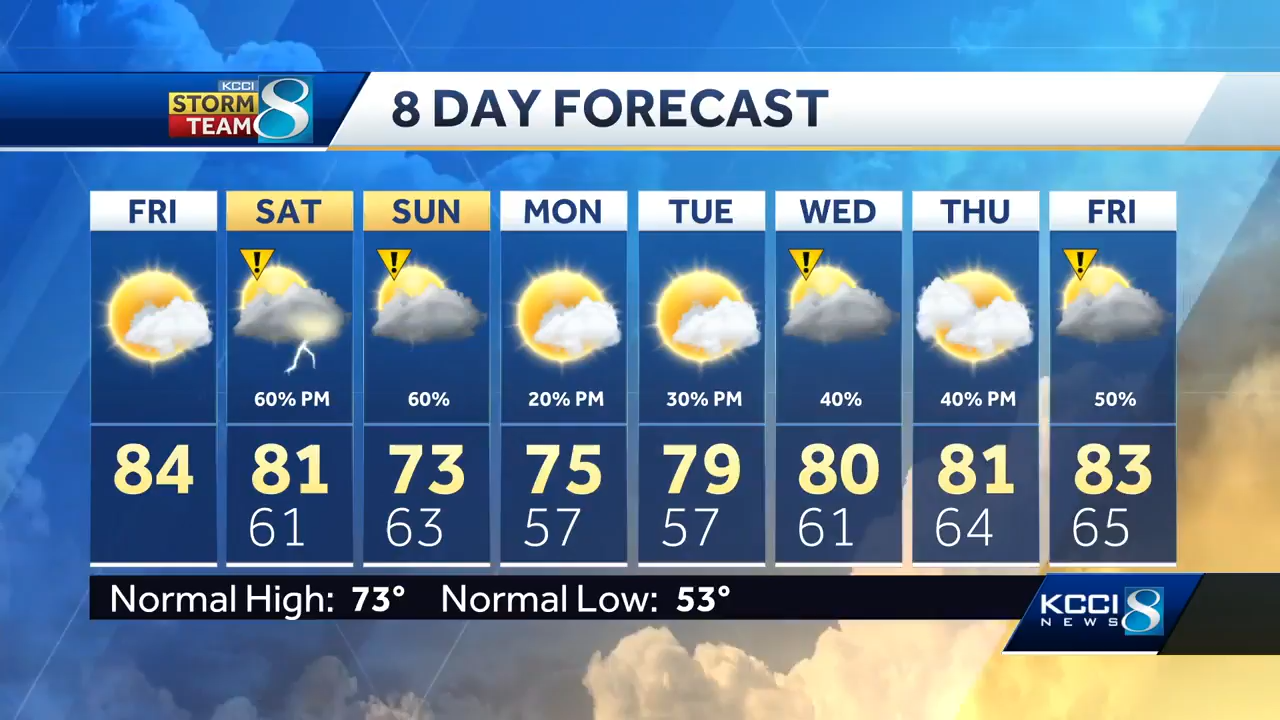 KCCI
STORM
TEAM 8
8 DAY FORECAST
FRI SAT SUN MON TUE WED THU FRI
! ! ! !
60% PM 60% 20% PM 30% PM 40% 40% PM 50%
84 81 73 75 79 80 81 83
61 63 57 57 61 64 65
Normal High: 73° Normal Low: 53°
KCCI 8
NEWS